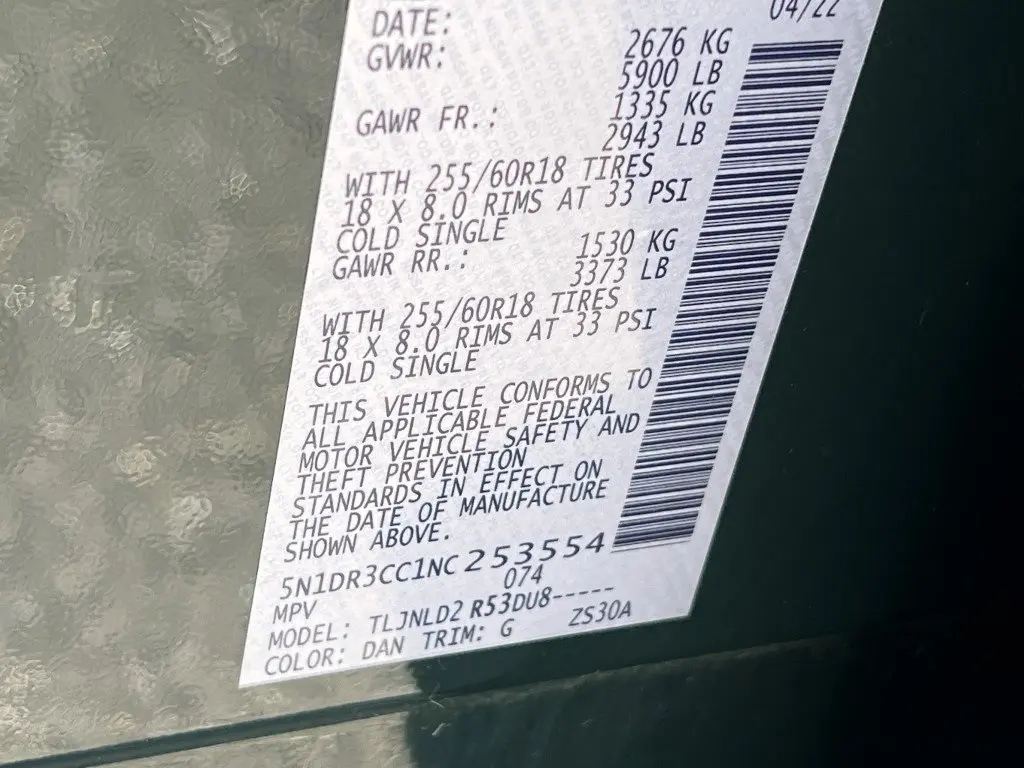 04/22
DATE:
GVWR: 2676 KG
5900 LB
GAWR FR.: 1335 KG
2943 LB
WITH 255/60R18 TIRES
18 X 8.0 RIMS AT 33 PSI
COLD SINGLE
GAWR RR.: 1530 KG
3373 LB
WITH 255/60R18 TIRES
18 X 8.0 RIMS AT 33 PSI
COLD SINGLE
THIS VEHICLE CONFORMS TO
ALL APPLICABLE FEDERAL
MOTOR VEHICLE SAFETY AND
THEFT PREVENTION
STANDARDS IN EFFECT ON
THE DATE OF MANUFACTURE
SHOWN ABOVE.
5N1DR3CC1NC253554
MPV 074
MODEL: TLJNLD2 R53DU8-----
COLOR: DAN TRIM: G ZS30A